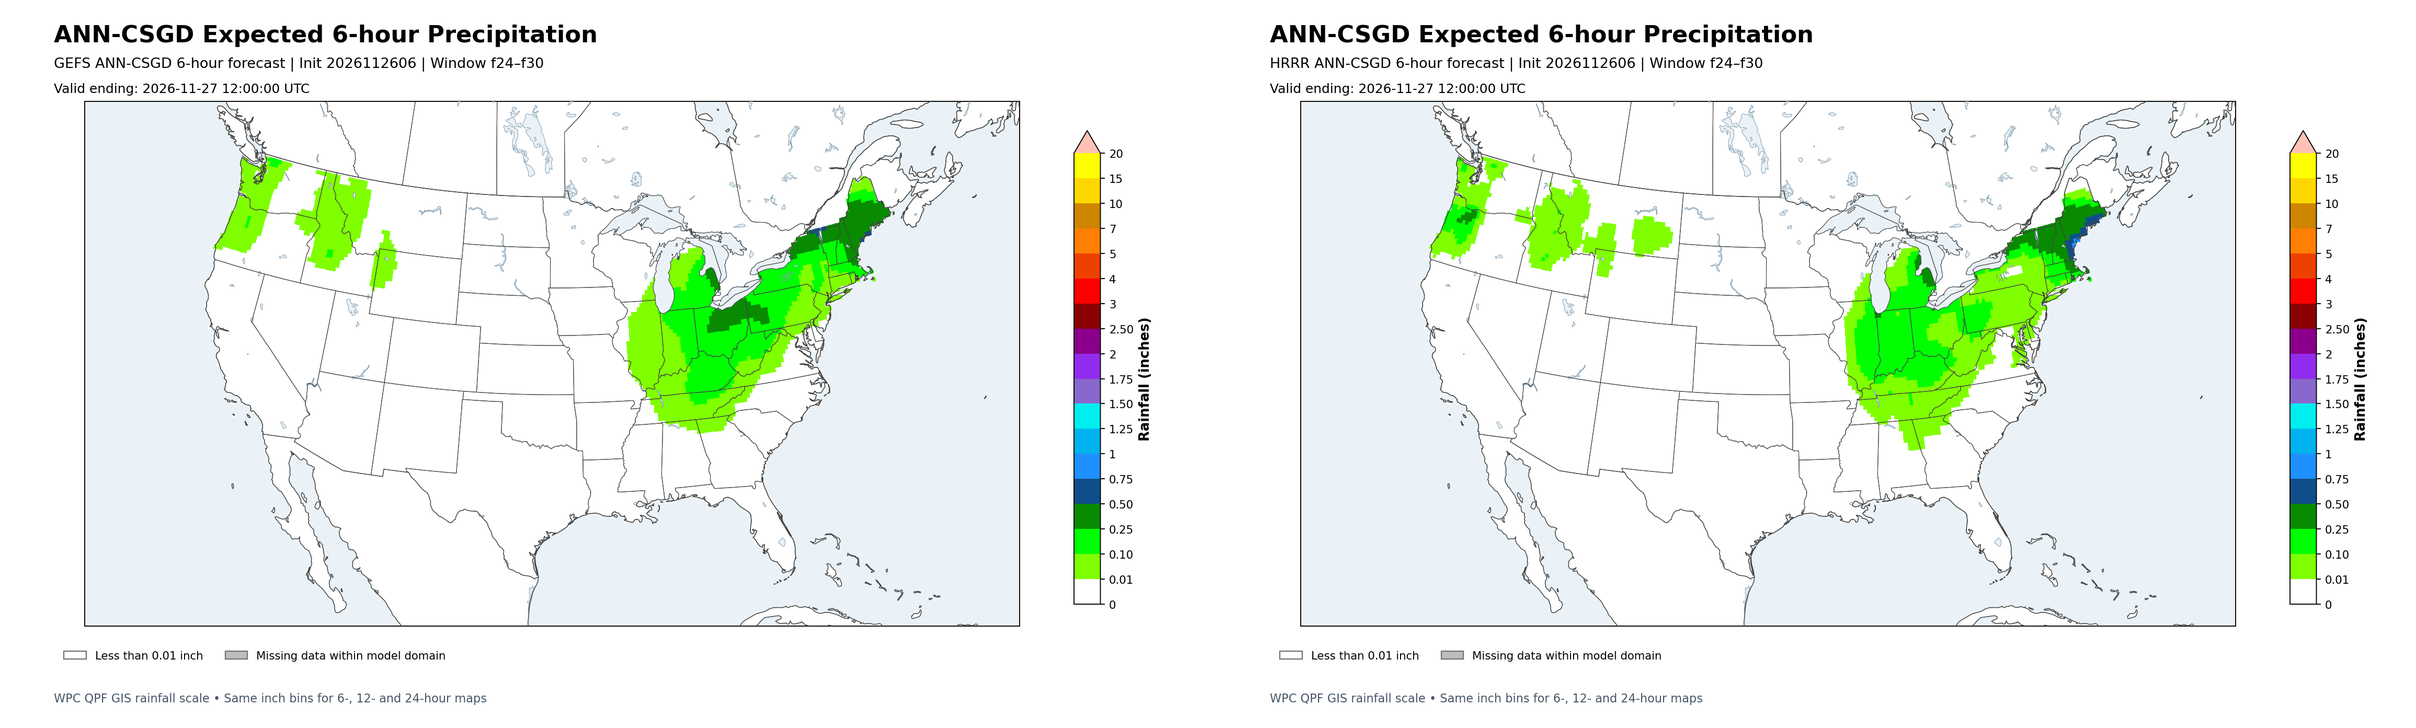 ANN-CSGD Expected 6-hour Precipitation
GEFS ANN-CSGD 6-hour forecast | Init 2026112606 | Window f24–f30
Valid ending: 2026-11-27 12:00:00 UTC
20
15
10
7
5
4
3
2.50
2
1.75
1.50
1.25
1
0.75
0.50
0.25
0.10
0.01
0
Rainfall (inches)
Less than 0.01 inch
Missing data within model domain
WPC QPF GIS rainfall scale • Same inch bins for 6-, 12- and 24-hour maps
ANN-CSGD Expected 6-hour Precipitation
HRRR ANN-CSGD 6-hour forecast | Init 2026112606 | Window f24–f30
Valid ending: 2026-11-27 12:00:00 UTC
20
15
10
7
5
4
3
2.50
2
1.75
1.50
1.25
1
0.75
0.50
0.25
0.10
0.01
0
Rainfall (inches)
Less than 0.01 inch
Missing data within model domain
WPC QPF GIS rainfall scale • Same inch bins for 6-, 12- and 24-hour maps